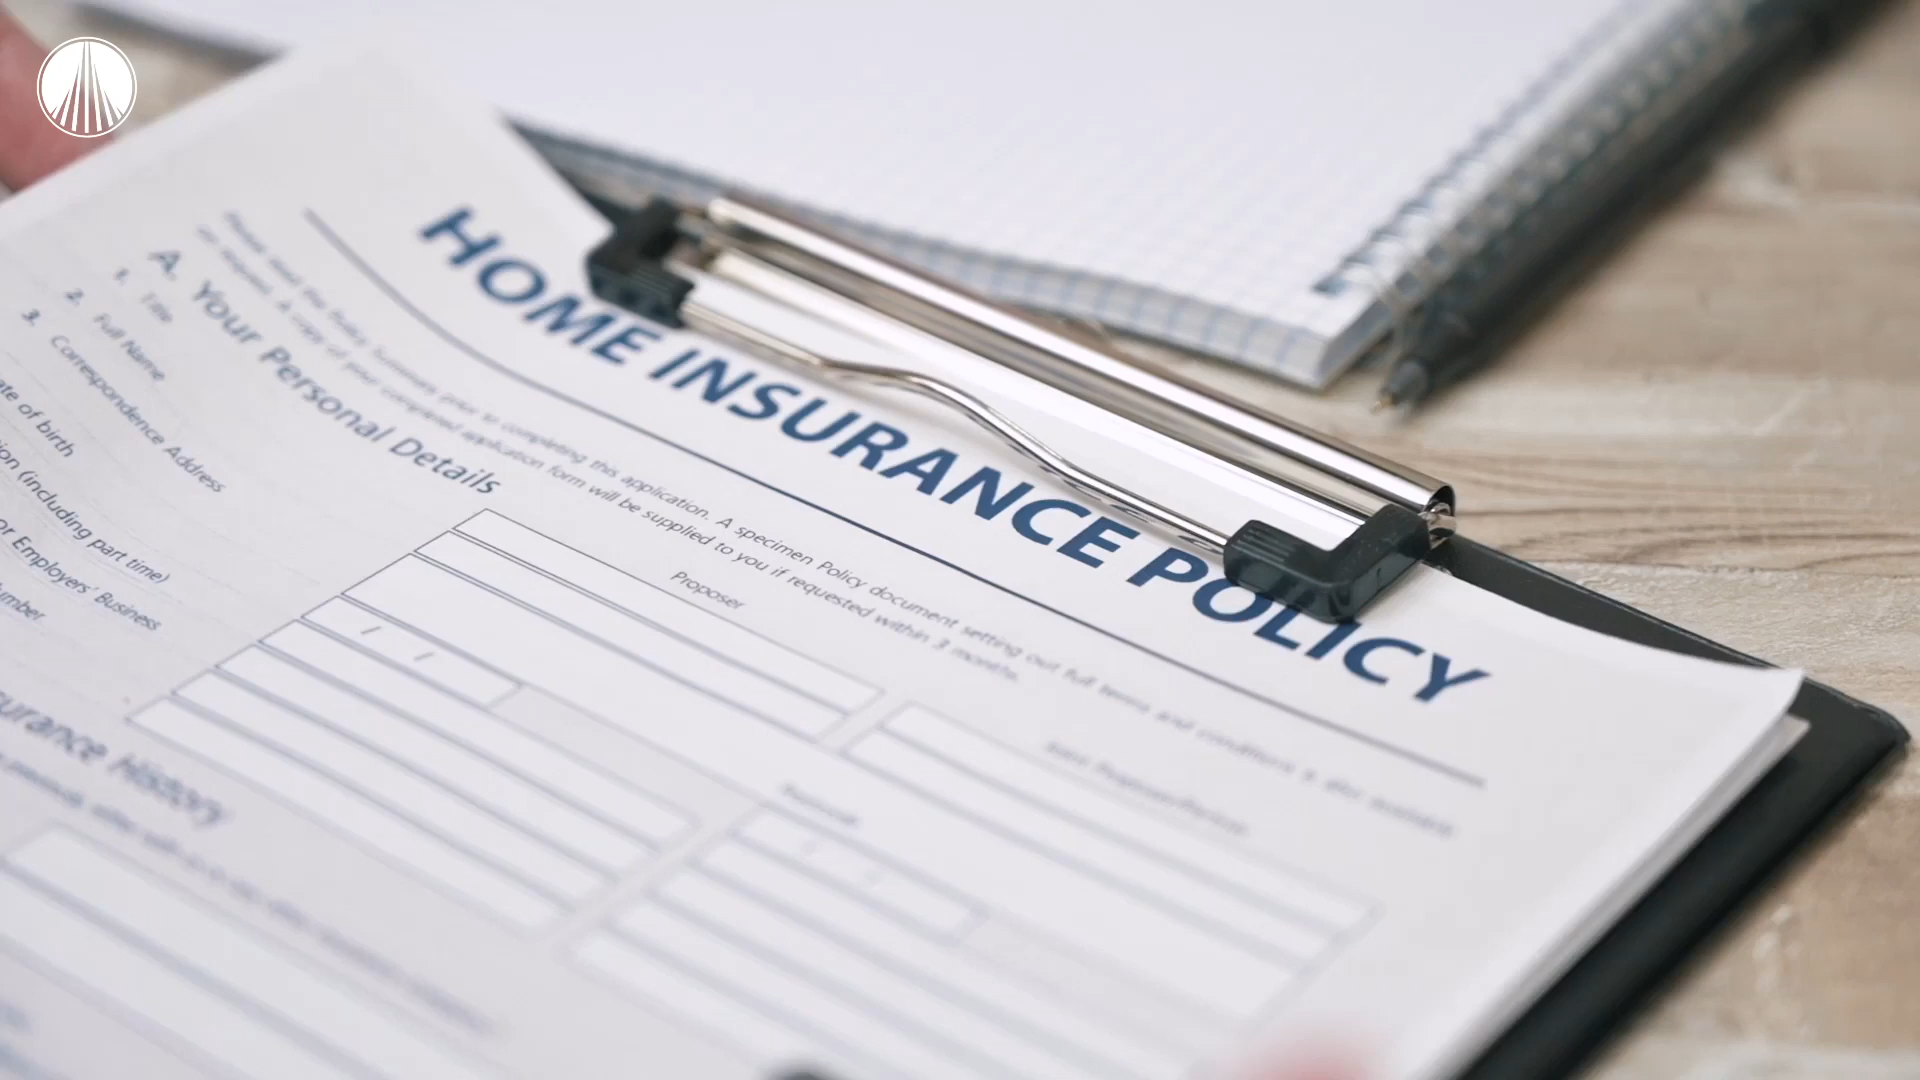 HOME INSURANCE POLICY
Please read the Policy Summary prior to completing this application. A specimen Policy document setting out full terms and conditions is also available
on request. A copy of your completed application form will be supplied to you if requested within 3 months.
A. Your Personal Details
Proposer
1. Title
2. Full Name
3. Correspondence Address
ate of birth
ion (including part time)
or Employers' Business
umber
surance History